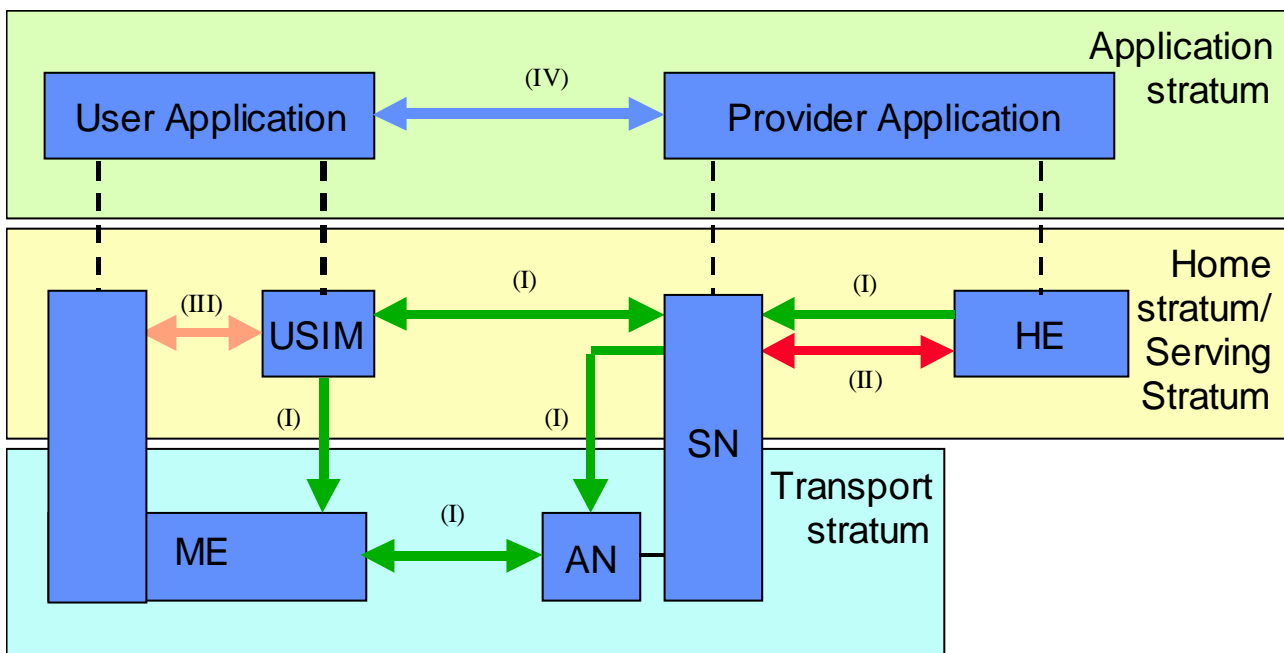 Application
stratum
(IV)
User Application
Provider Application
Home
stratum/
Serving
Stratum
(I)
(I)
(III)
USIM
HE
(II)
(I)
(I)
SN
Transport
stratum
(I)
ME
AN